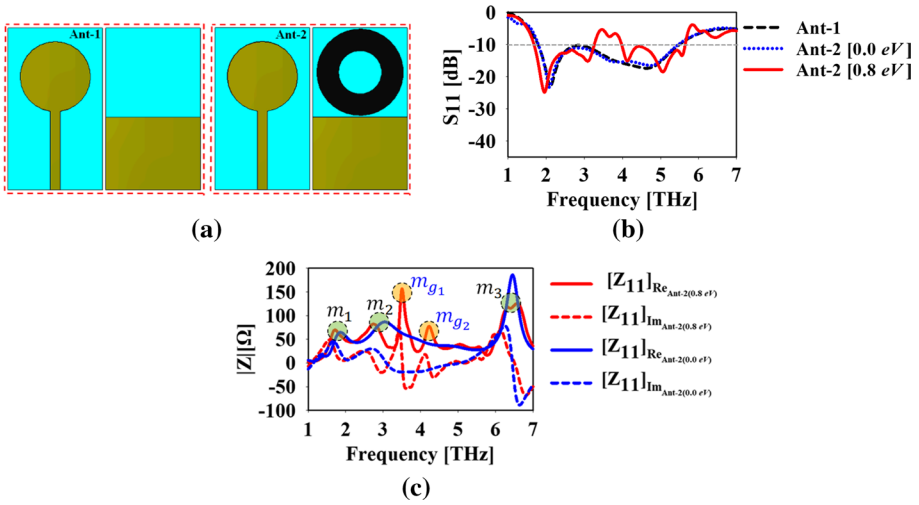 Ant-1
Ant-2
(a)
0
-10
-20
-30
-40
S11 [dB]
1 2 3 4 5 6 7
Frequency [THz]
Ant-1
Ant-2 [0.0 eV]
Ant-2 [0.8 eV]
(b)
200
150
100
50
0
-50
-100
|Z|[Ω]
m1
m2
mg1
mg2
m3
1 2 3 4 5 6 7
Frequency [THz]
[Z11]ReAnt-2(0.8 eV)
[Z11]ImAnt-2(0.8 eV)
[Z11]ReAnt-2(0.0 eV)
[Z11]ImAnt-2(0.0 eV)
(c)